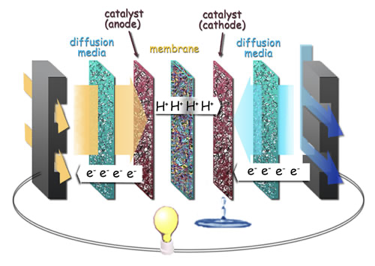 catalyst
(anode)
catalyst
(cathode)
diffusion
media
membrane
diffusion
media
H⁺ H⁺ H⁺ H⁺
e⁻ e⁻ e⁻ e⁻
e⁻ e⁻ e⁻ e⁻